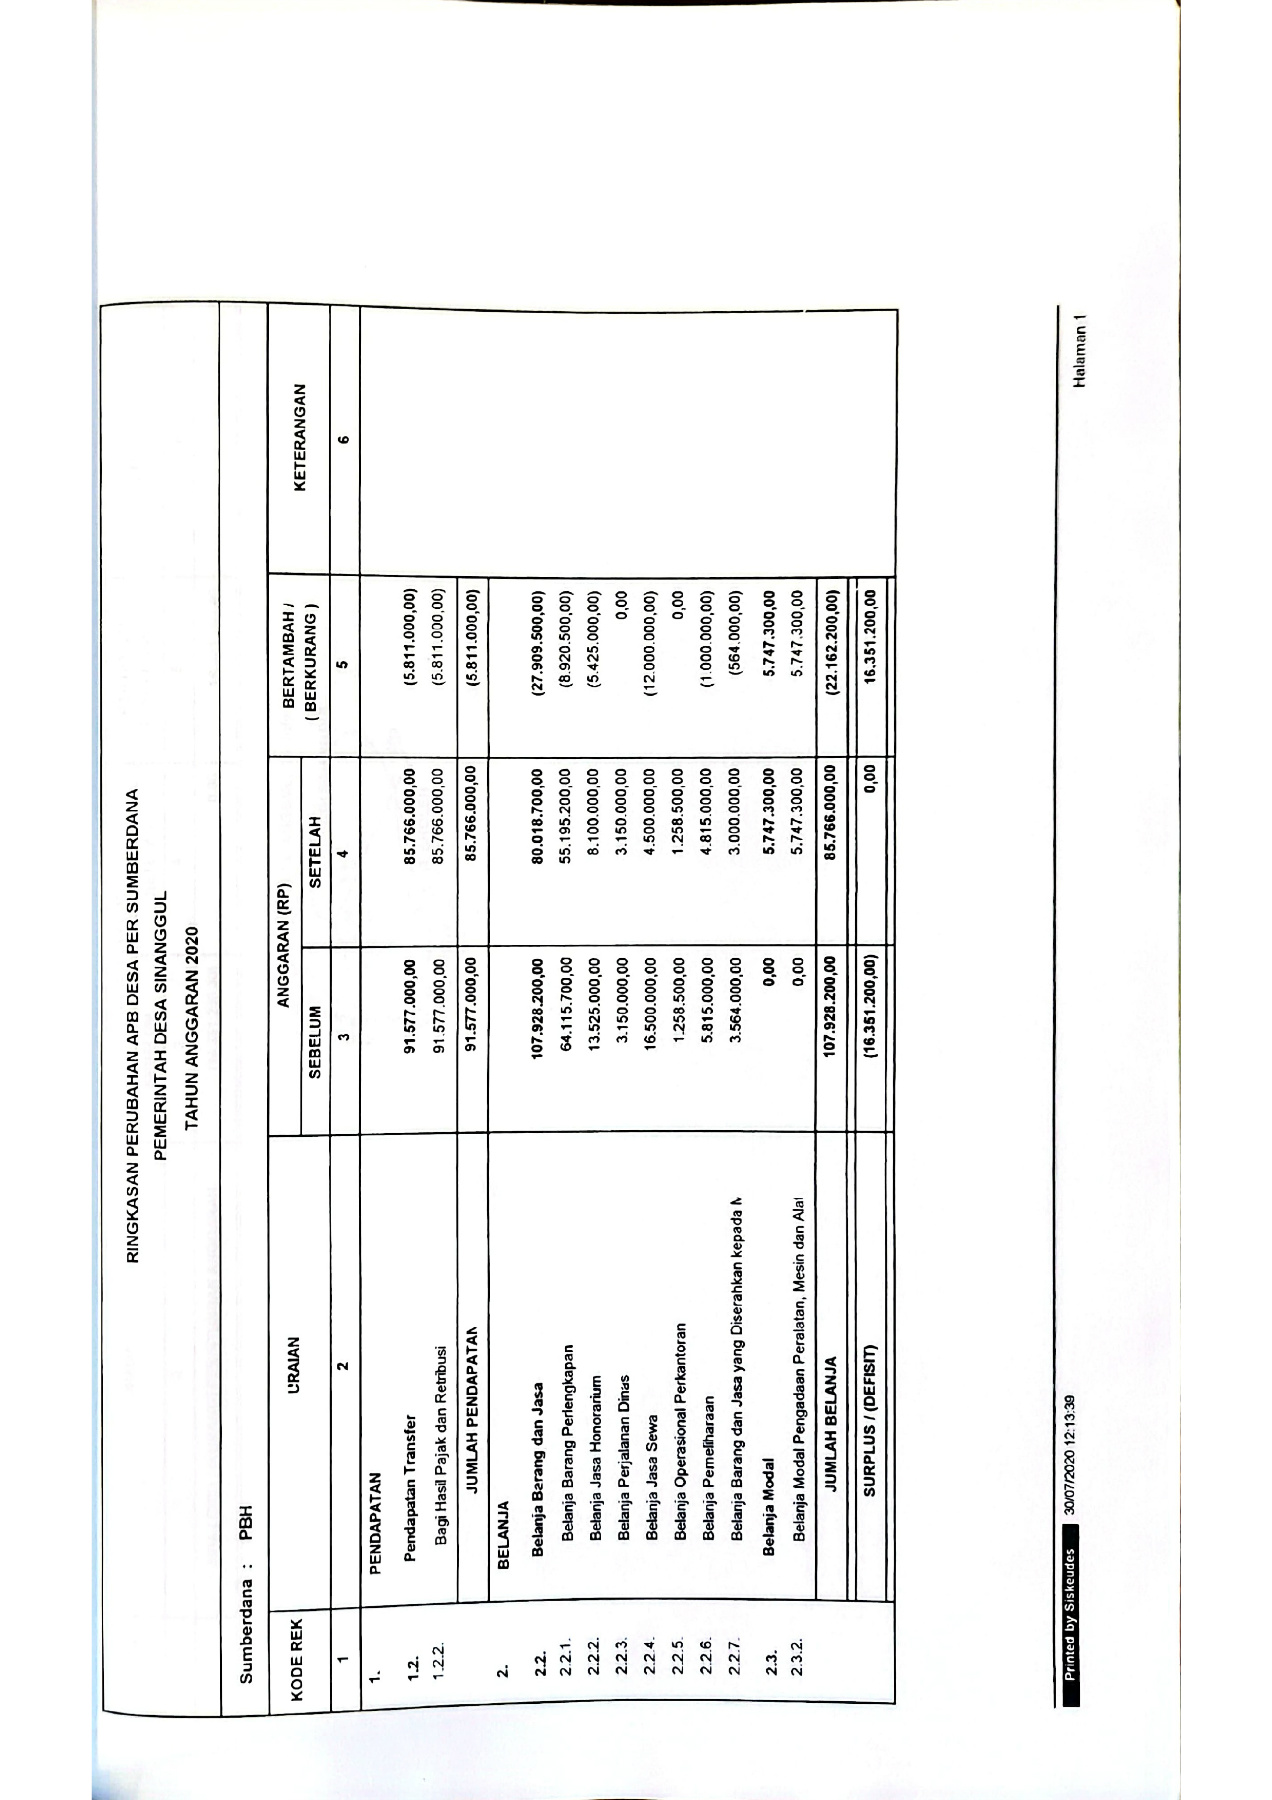 RINGKASAN PERUBAHAN APB DESA PER SUMBERDANA
PEMERINTAH DESA SINANGGUL
TAHUN ANGGARAN 2020
Sumberdana : PBH
KODE REK URAIAN ANGGARAN (RP) BERTAMBAH / ( BERKURANG ) KETERANGAN
SEBELUM SETELAH
1 2 3 4 5 6
1. PENDAPATAN
1.2. Pendapatan Transfer 91.577.000,00 85.766.000,00 (5.811.000,00)
1.2.2. Bagi Hasil Pajak dan Retribusi 91.577.000,00 85.766.000,00 (5.811.000,00)
JUMLAH PENDAPATAN 91.577.000,00 85.766.000,00 (5.811.000,00)
2. BELANJA
2.2. Belanja Barang dan Jasa 107.928.200,00 80.018.700,00 (27.909.500,00)
2.2.1. Belanja Barang Perlengkapan 64.115.700,00 55.195.200,00 (8.920.500,00)
2.2.2. Belanja Jasa Honorarium 13.525.000,00 8.100.000,00 (5.425.000,00)
2.2.3. Belanja Perjalanan Dinas 3.150.000,00 3.150.000,00 0,00
2.2.4. Belanja Jasa Sewa 16.500.000,00 4.500.000,00 (12.000.000,00)
2.2.5. Belanja Operasional Perkantoran 1.258.500,00 1.258.500,00 0,00
2.2.6. Belanja Pemeliharaan 5.815.000,00 4.815.000,00 (1.000.000,00)
2.2.7. Belanja Barang dan Jasa yang Diserahkan kepada 3.564.000,00 3.000.000,00 (564.000,00)
2.3. Belanja Modal 0,00 5.747.300,00 5.747.300,00
2.3.2. Belanja Modal Pengadaan Peralatan, Mesin dan Alat 0,00 5.747.300,00 5.747.300,00
JUMLAH BELANJA 107.928.200,00 85.766.000,00 (22.162.200,00)
SURPLUS / (DEFISIT) (16.351.200,00) 0,00 16.351.200,00
Printed by Siskeudes 30/07/2020 12:13:39 Halaman 1